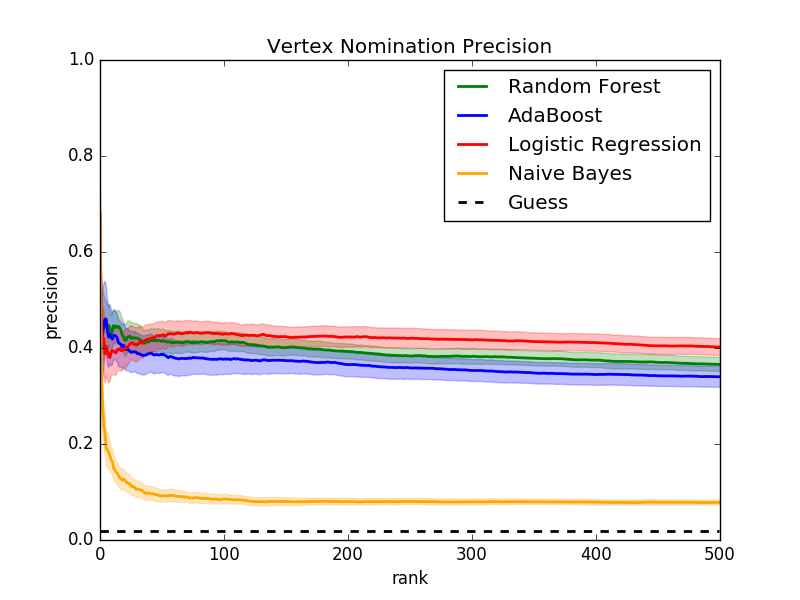 Vertex Nomination Precision
1.0
0.8
0.6
0.4
0.2
0.0
precision
Random Forest
AdaBoost
Logistic Regression
Naive Bayes
Guess
0 100 200 300 400 500
rank